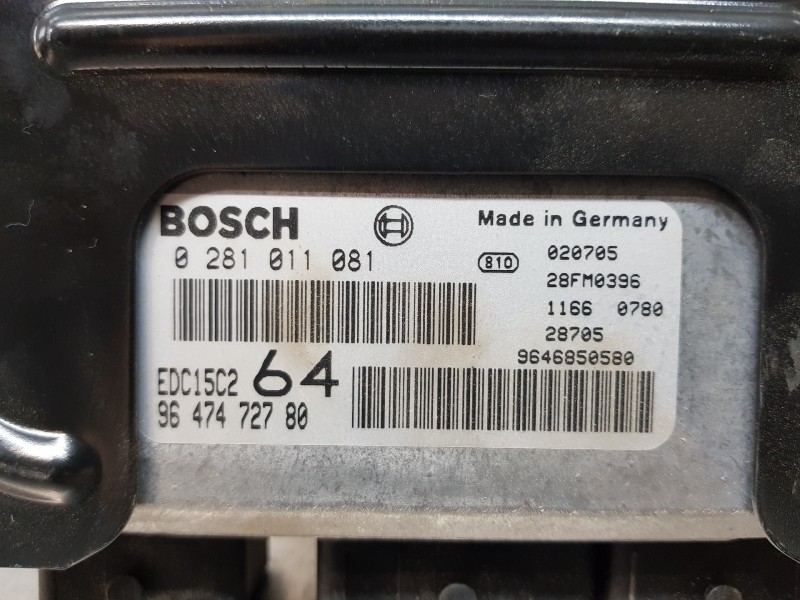 BOSCH
Made in Germany
0 281 011 081
810
020705
28FM0396
1166 0780
28705
9646850580
EDC15C2 64
96 474 727 80